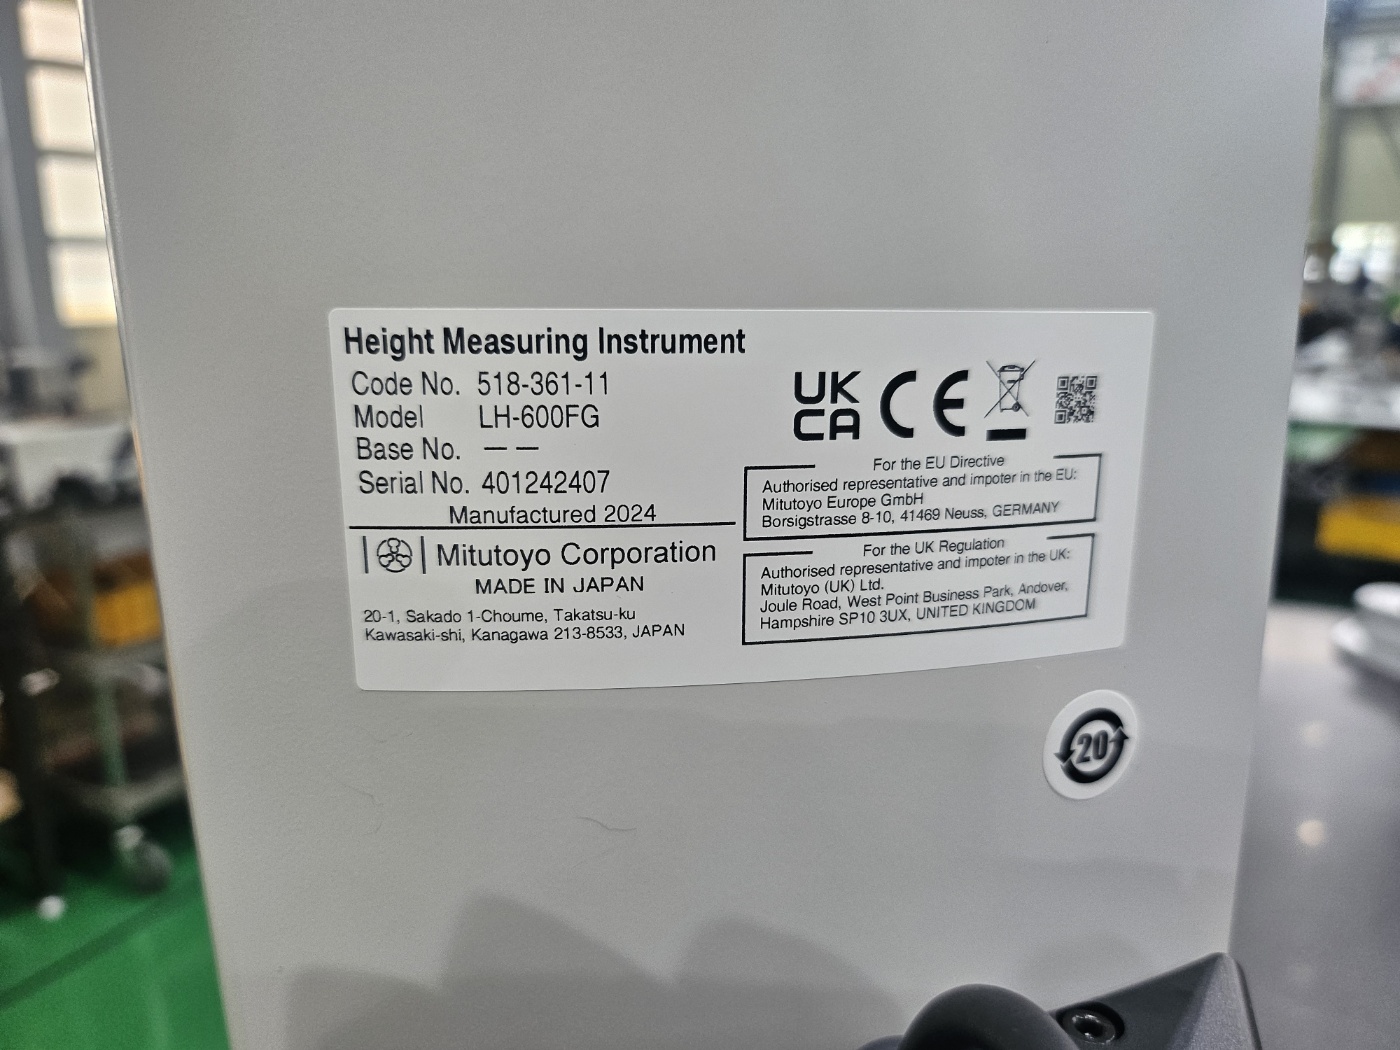 Height Measuring Instrument
Code No. 518-361-11
Model LH-600FG
Base No. — —
Serial No. 401242407
Manufactured 2024
Mitutoyo Corporation
MADE IN JAPAN
20-1, Sakado 1-Choume, Takatsu-ku
Kawasaki-shi, Kanagawa 213-8533, JAPAN
UK
CA
CE
For the EU Directive
Authorised representative and impoter in the EU:
Mitutoyo Europe GmbH
Borsigstrasse 8-10, 41469 Neuss, GERMANY
For the UK Regulation
Authorised representative and impoter in the UK:
Mitutoyo (UK) Ltd.
Joule Road, West Point Business Park, Andover,
Hampshire SP10 3UX, UNITED KINGDOM
20